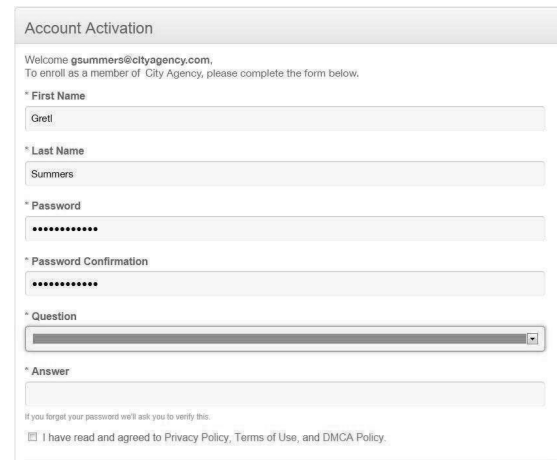 Account Activation
Welcome gsummers@cityagency.com,
To enroll as a member of City Agency, please complete the form below.
* First Name
Gretl
* Last Name
Summers
* Password
••••••••••••
* Password Confirmation
••••••••••••
* Question
* Answer
If you forget your password we'll ask you to verify this.
I have read and agreed to Privacy Policy, Terms of Use, and DMCA Policy.